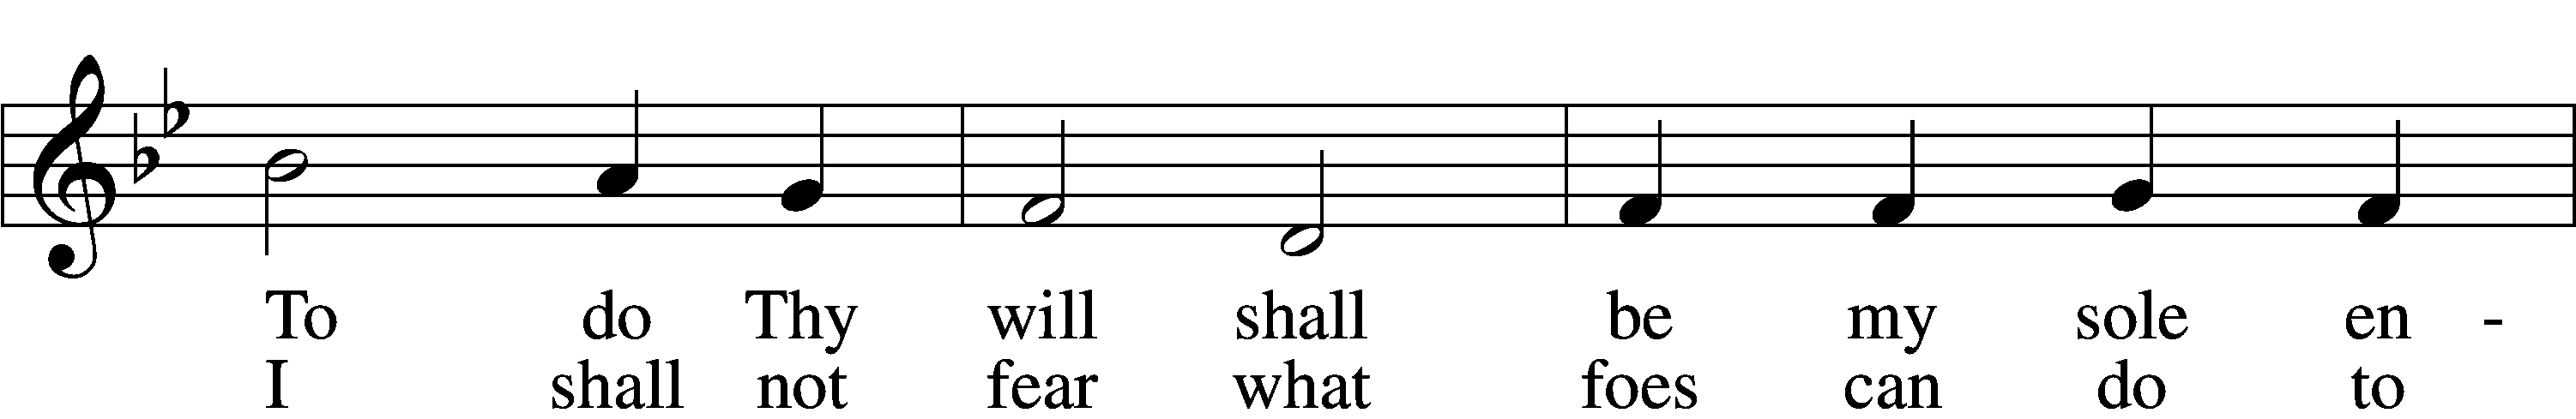 To do Thy will shall be my sole en -
I shall not fear what foes can do to